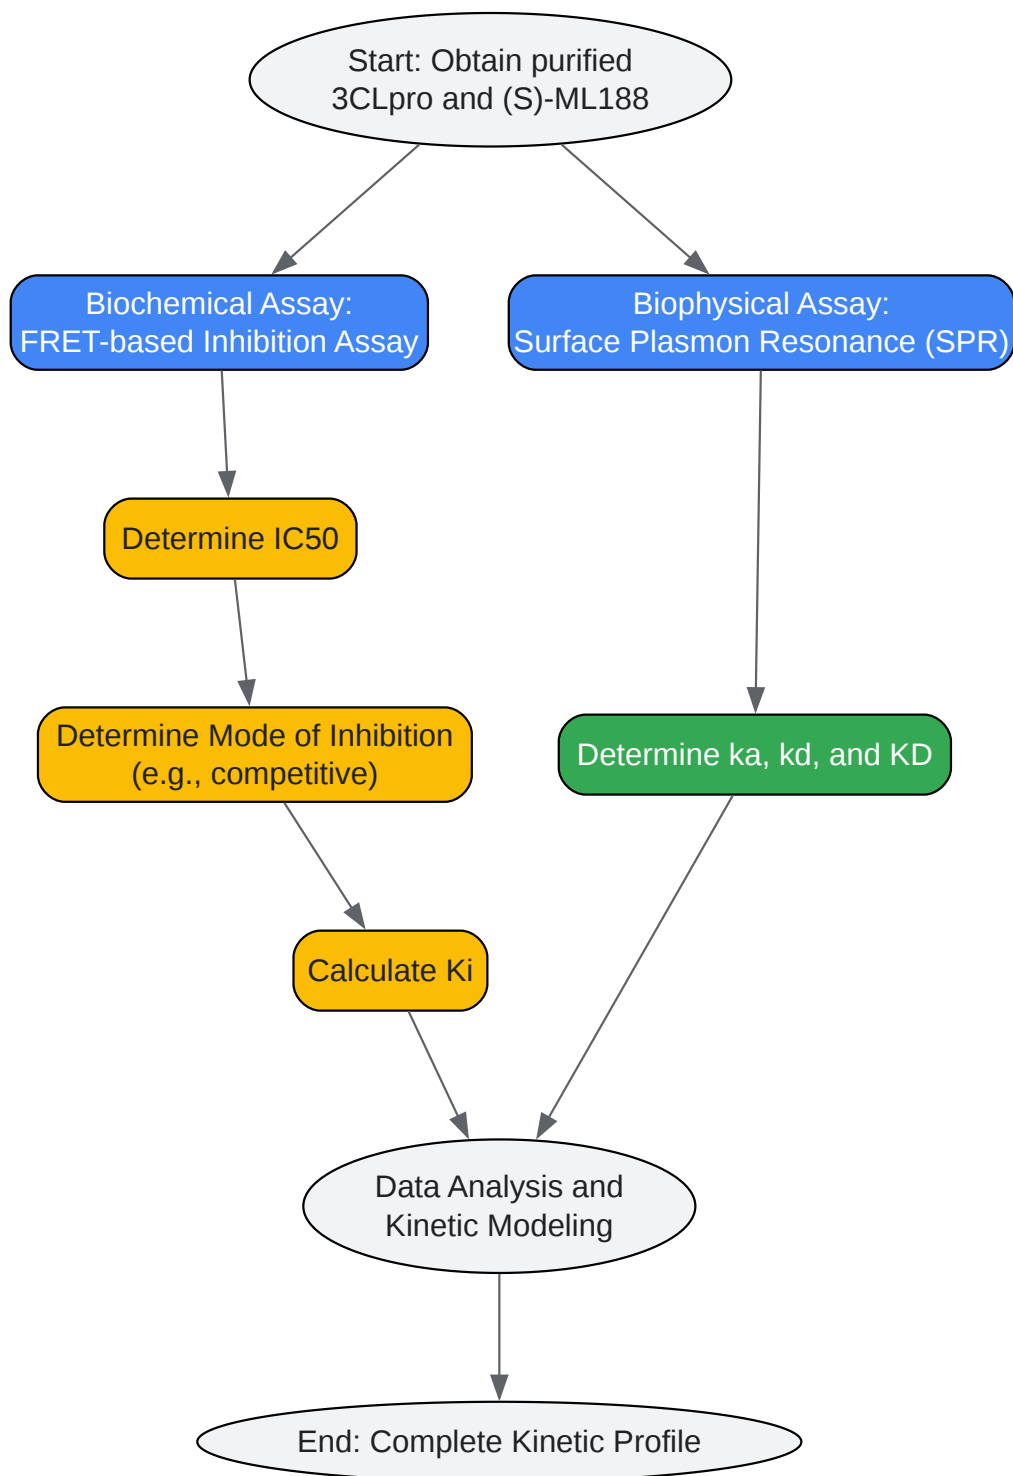 Start: Obtain purified
3CLpro and (S)-ML188
Biochemical Assay:
FRET-based Inhibition Assay
Biophysical Assay:
Surface Plasmon Resonance (SPR)
Determine IC50
Determine Mode of Inhibition
(e.g., competitive)
Determine ka, kd, and KD
Calculate Ki
Data Analysis and
Kinetic Modeling
End: Complete Kinetic Profile